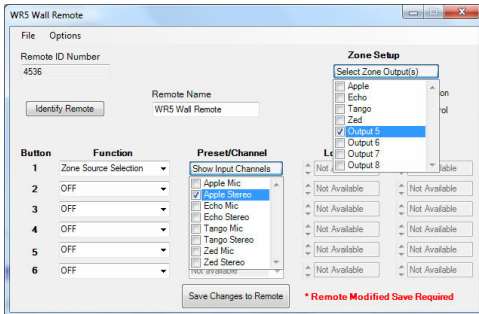 WR5 Wall Remote
File Options
Remote ID Number
4536
Zone Setup
Select Zone Output(s)
Apple
Echo
Tango
Zed
Output 5
Output 6
Output 7
Output 8
Identify Remote
Remote Name
WR5 Wall Remote
Button Function Preset/Channel
1 Zone Source Selection Show Input Channels
Apple Mic
Apple Stereo
Echo Mic
Echo Stereo
Tango Mic
Tango Stereo
Zed Mic
Zed Stereo
2 OFF Not Available Not Available
3 OFF Not Available Not Available
4 OFF Not Available Not Available
5 OFF Not Available Not Available
6 OFF Not available Not Available Not Available
Save Changes to Remote
* Remote Modified Save Required